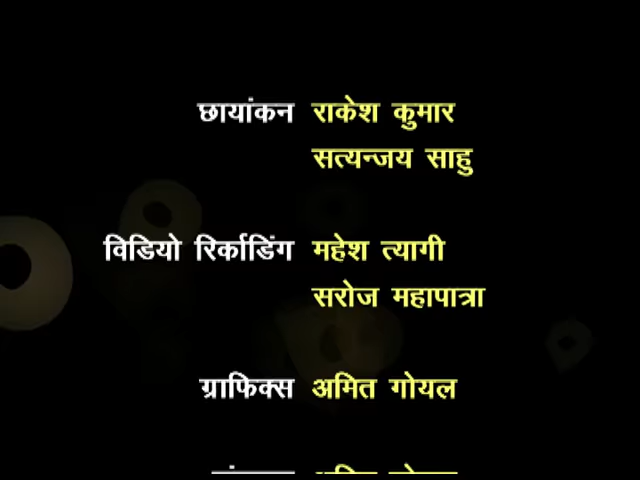 छायांकन राकेश कुमार
सत्यन्जय साहु
विडियो रिर्काडिंग महेश त्यागी
सरोज महापात्रा
ग्राफिक्स अमित गोयल